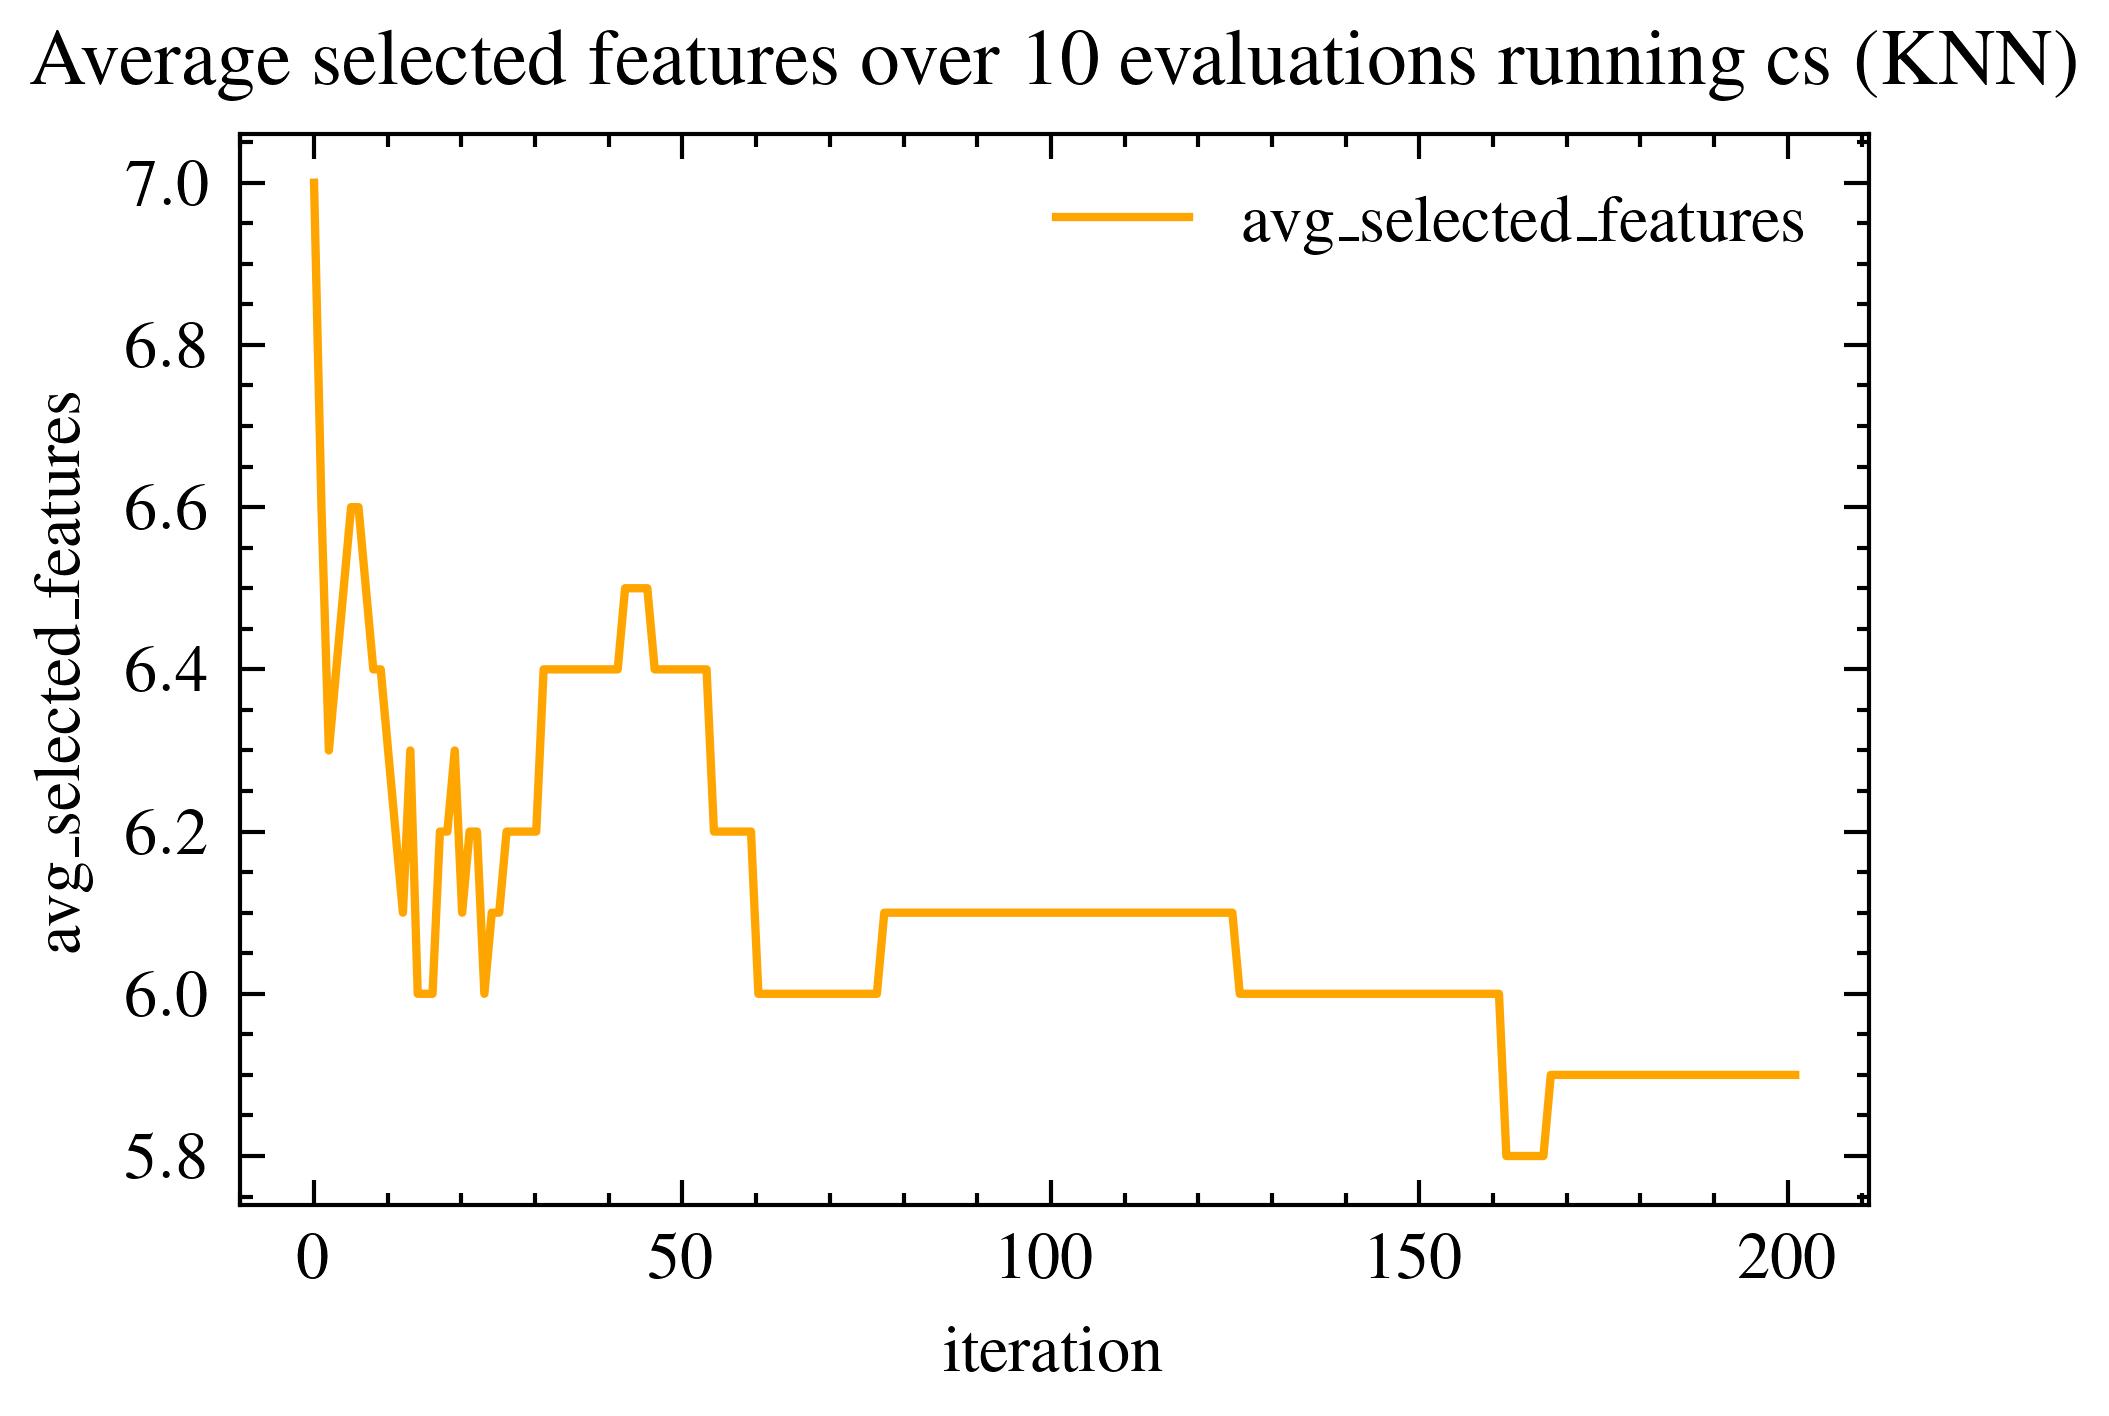 Average selected features over 10 evaluations running cs (KNN)
avg_selected_features
7.0
6.8
6.6
6.4
6.2
6.0
5.8
avg_selected_features
0 50 100 150 200
iteration